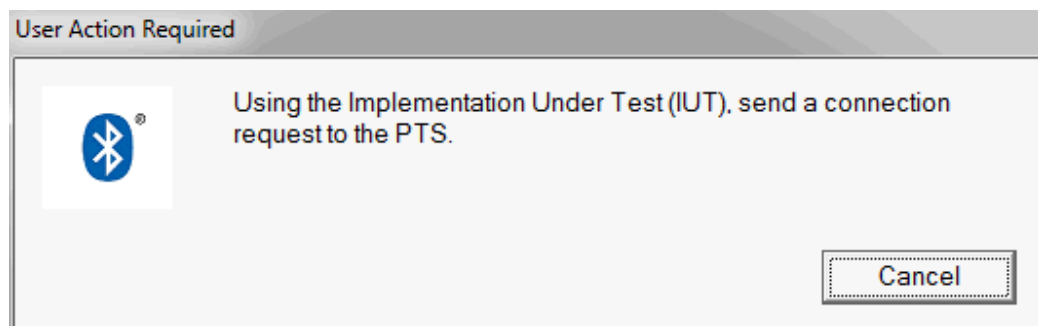 User Action Required
Using the Implementation Under Test (IUT), send a connection
request to the PTS.
®
Cancel